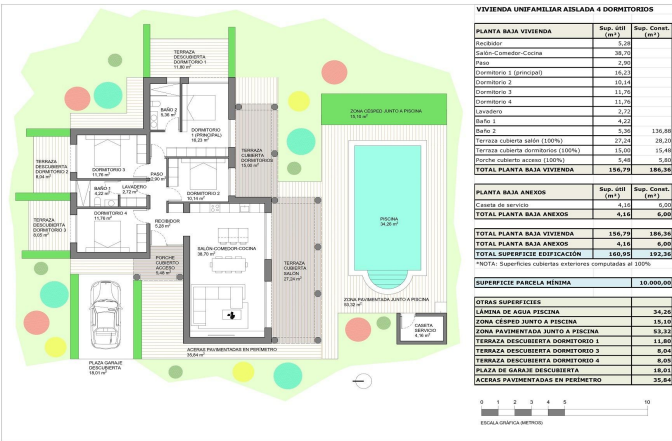 VIVIENDA UNIFAMILIAR AISLADA 4 DORMITORIOS
PLANTA BAJA VIVIENDA Sup. útil (m²) Sup. Const. (m²)
Recibidor 5,28
Salón-Comedor-Cocina 38,70
Paso 2,90
Dormitorio 1 (principal) 16,23
Dormitorio 2 10,14
Dormitorio 3 11,76
Dormitorio 4 11,76
Lavadero 2,72
Baño 1 4,22
Baño 2 5,36 136,88
Terraza cubierta salón (100%) 27,24 28,20
Terraza cubierta dormitorios (100%) 15,00 15,48
Porche cubierto acceso (100%) 5,48 5,80
TOTAL PLANTA BAJA VIVIENDA 156,79 186,36
PLANTA BAJA ANEXOS Sup. útil (m²) Sup. Const. (m²)
Caseta de servicio 4,16 6,00
TOTAL PLANTA BAJA ANEXOS 4,16 6,00
TOTAL PLANTA BAJA VIVIENDA 156,79 186,36
TOTAL PLANTA BAJA ANEXOS 4,16 6,00
TOTAL SUPERFICIE EDIFICACIÓN 160,95 192,36
*NOTA: Superficies cubiertas exteriores computadas al 100%
SUPERFICIE PARCELA MÍNIMA 10.000,00
OTRAS SUPERFICIES
LÁMINA DE AGUA PISCINA 34,26
ZONA CÉSPED JUNTO A PISCINA 15,10
ZONA PAVIMENTADA JUNTO A PISCINA 53,32
TERRAZA DESCUBIERTA DORMITORIO 1 11,80
TERRAZA DESCUBIERTA DORMITORIO 3 8,04
TERRAZA DESCUBIERTA DORMITORIO 4 8,05
PLAZA DE GARAJE DESCUBIERTA 18,01
ACERAS PAVIMENTADAS EN PERÍMETRO 35,84
0 1 2 3 4 5 10
ESCALA GRÁFICA (METROS)
TERRAZA
DESCUBIERTA
DORMITORIO 1
11,80 m²
BAÑO 2
5,36 m²
DORMITORIO
1 (PRINCIPAL)
16,23 m²
ZONA CÉSPED JUNTO A PISCINA
15,10 m²
TERRAZA
CUBIERTA
DORMITORIOS
15,00 m²
TERRAZA
DESCUBIERTA
DORMITORIO 2
8,04 m²
DORMITORIO 3
11,76 m²
PASO
2,90 m²
BAÑO 1
4,22 m²
LAVADERO
2,72 m²
DORMITORIO 2
10,14 m²
TERRAZA
DESCUBIERTA
DORMITORIO 3
8,05 m²
DORMITORIO 4
11,76 m²
RECIBIDOR
5,28 m²
PISCINA
34,26 m²
SALÓN-COMEDOR-COCINA
38,70 m²
PORCHE
CUBIERTO
ACCESO
5,48 m²
TERRAZA
CUBIERTA
SALÓN
27,24 m²
ZONA PAVIMENTADA JUNTO A PISCINA
53,32 m²
CASETA
SERVICIO
4,16 m²
ACERAS PAVIMENTADAS EN PERÍMETRO
35,84 m²
PLAZA GARAJE
DESCUBIERTA
18,01 m²